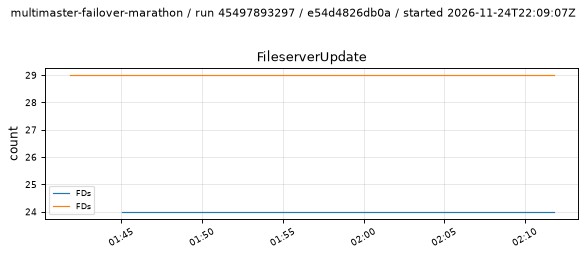 multimaster-failover-marathon / run 45497893297 / e54d4826db0a / started 2026-11-24T22:09:07Z
FileserverUpdate
count
29
28
27
26
25
24
FDs
FDs
01:45
01:50
01:55
02:00
02:05
02:10